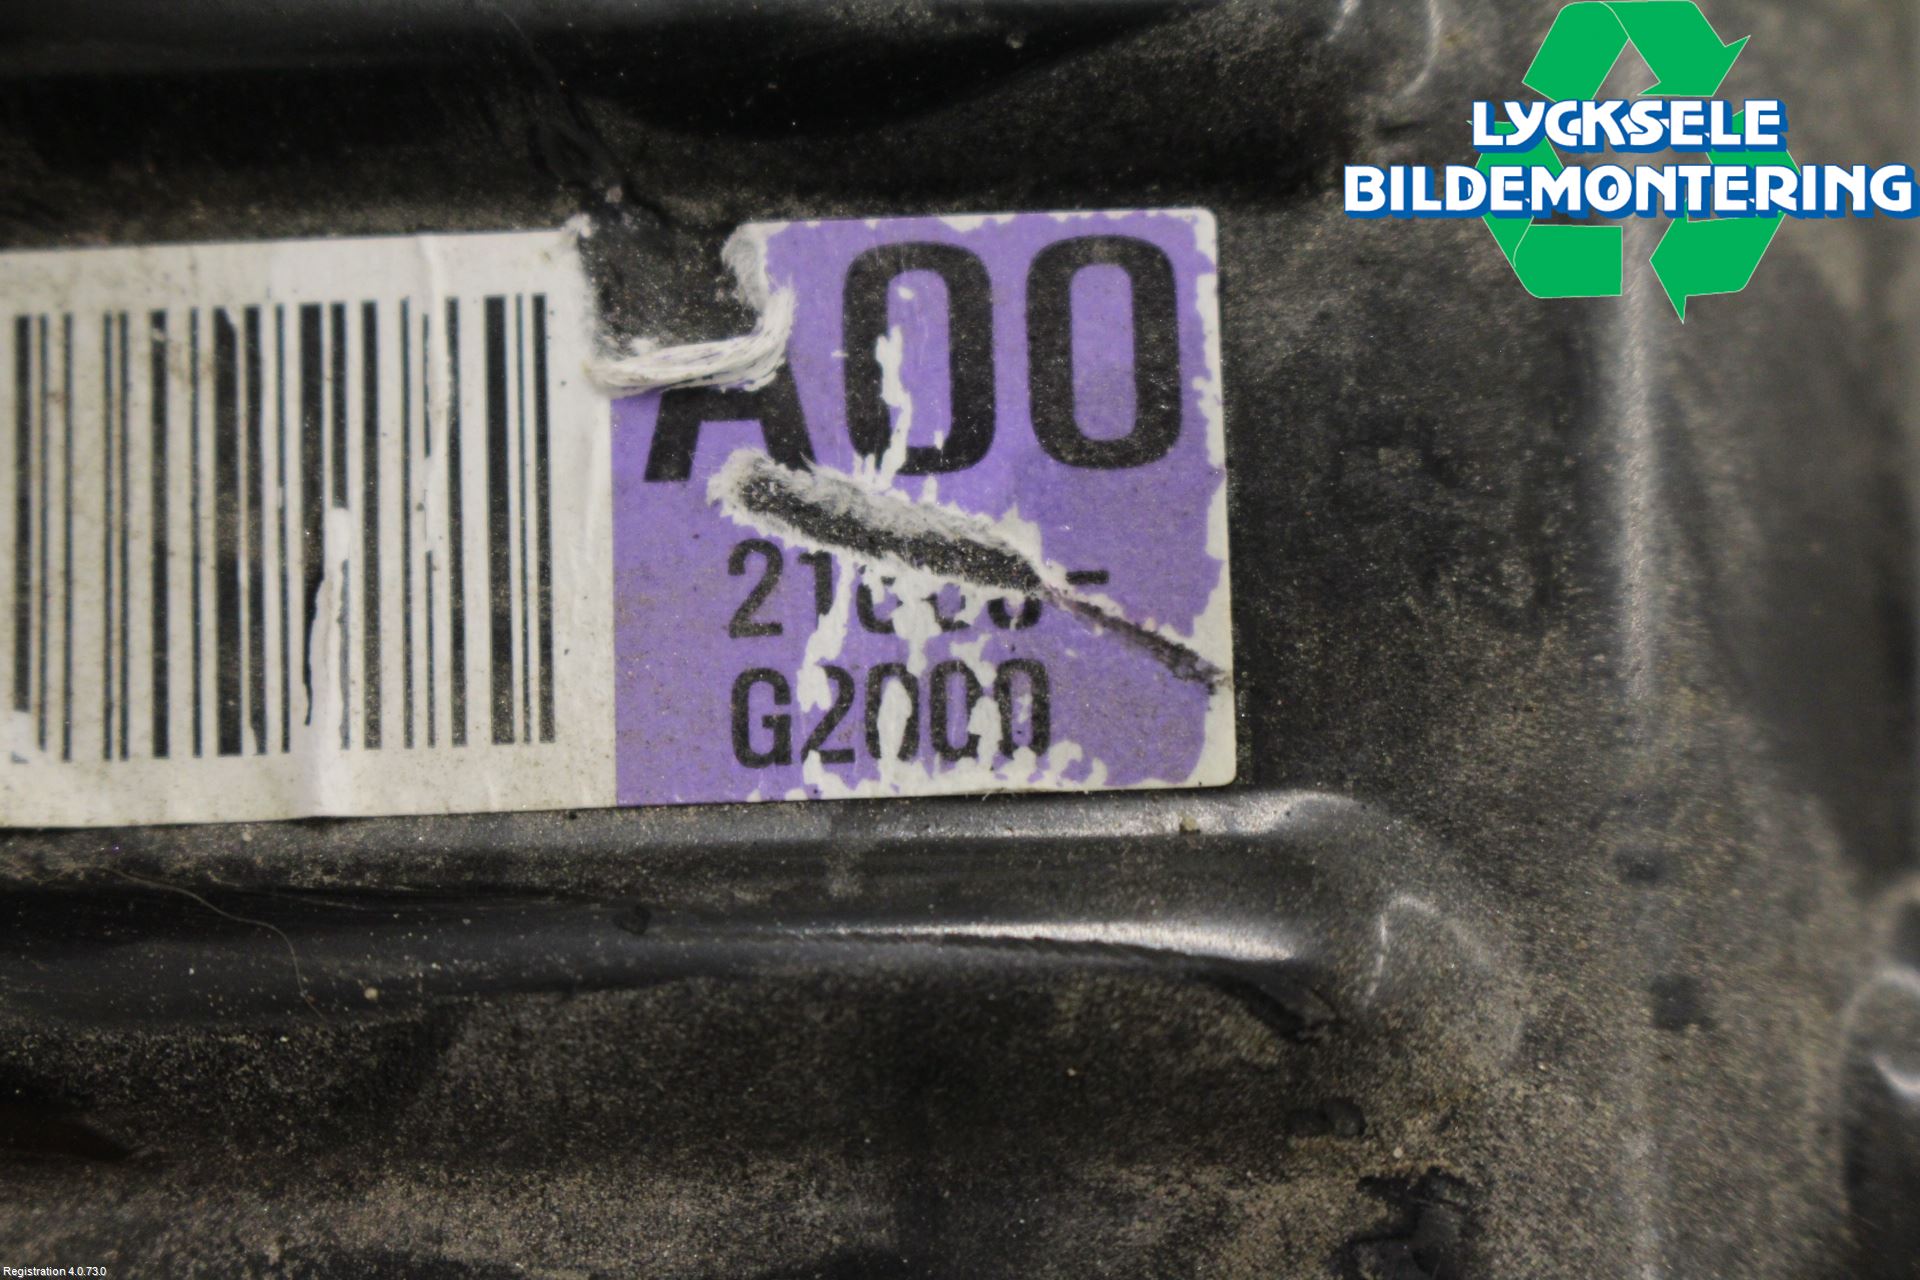 LYCKSELE
BILDEMONTERING
A00
G2000
Registration 4.0.73.0